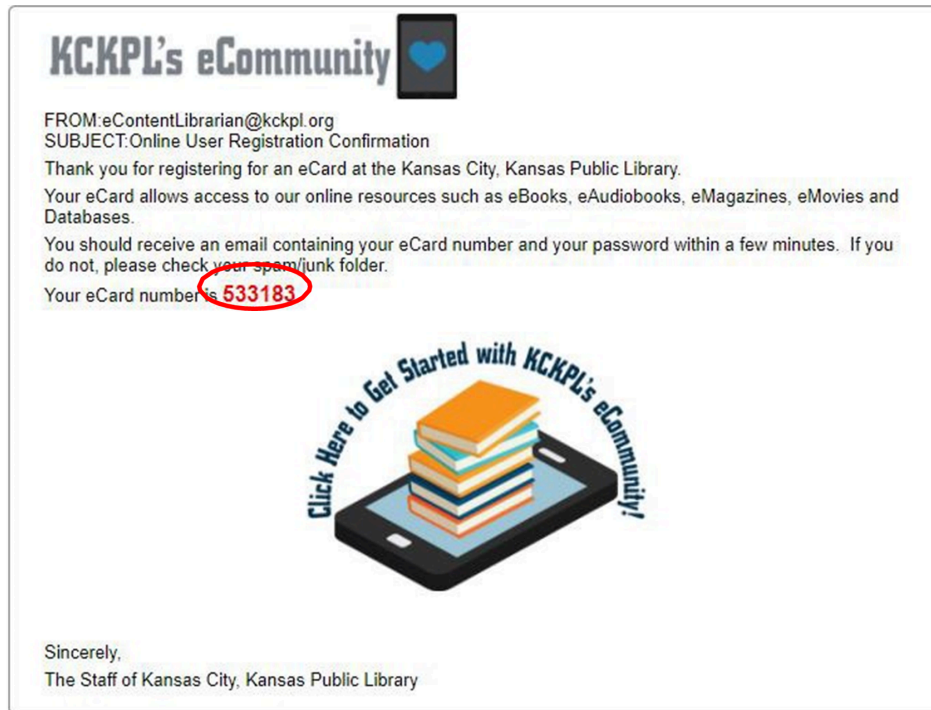 KCKPL's eCommunity
FROM:eContentLibrarian@kckpl.org
SUBJECT:Online User Registration Confirmation
Thank you for registering for an eCard at the Kansas City, Kansas Public Library.
Your eCard allows access to our online resources such as eBooks, eAudiobooks, eMagazines, eMovies and
Databases.
You should receive an email containing your eCard number and your password within a few minutes.  If you
do not, please check your spam/junk folder.
Your eCard number is 533183
Click Here to Get Started with KCKPL's eCommunity!
Sincerely,
The Staff of Kansas City, Kansas Public Library